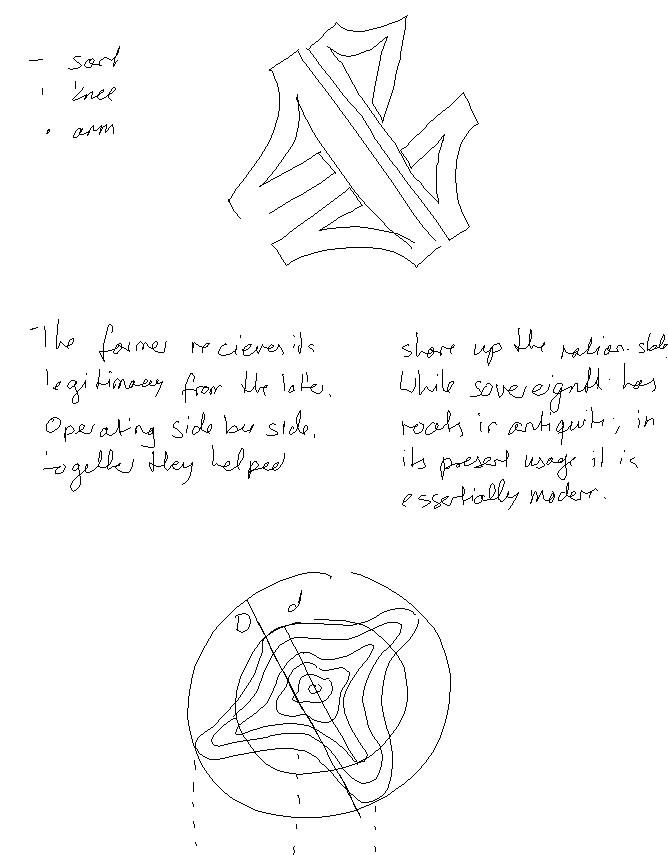 - sort
ı knee
• arm
The former recieves its
legitimacy from the latter.
Operating side by side,
together they helped
shore up the nation-state.
While sovereignty has
roots in antiquity, in
its present usage it is
essentially modern.
D
d